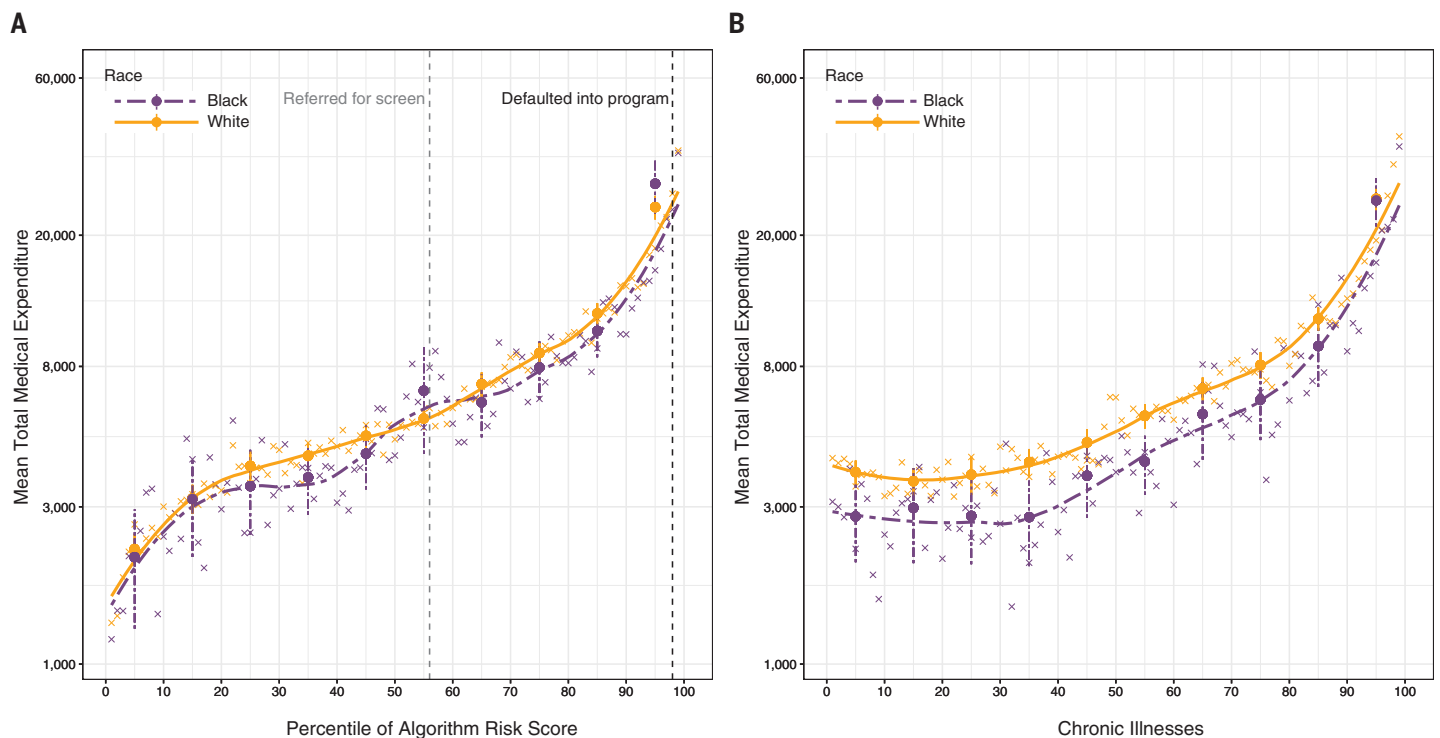 A
Race
Black
White
Referred for screen
Defaulted into program
60,000
20,000
8,000
3,000
1,000
Mean Total Medical Expenditure
0 10 20 30 40 50 60 70 80 90 100
Percentile of Algorithm Risk Score
B
Race
Black
White
60,000
20,000
8,000
3,000
1,000
Mean Total Medical Expenditure
0 10 20 30 40 50 60 70 80 90 100
Chronic Illnesses